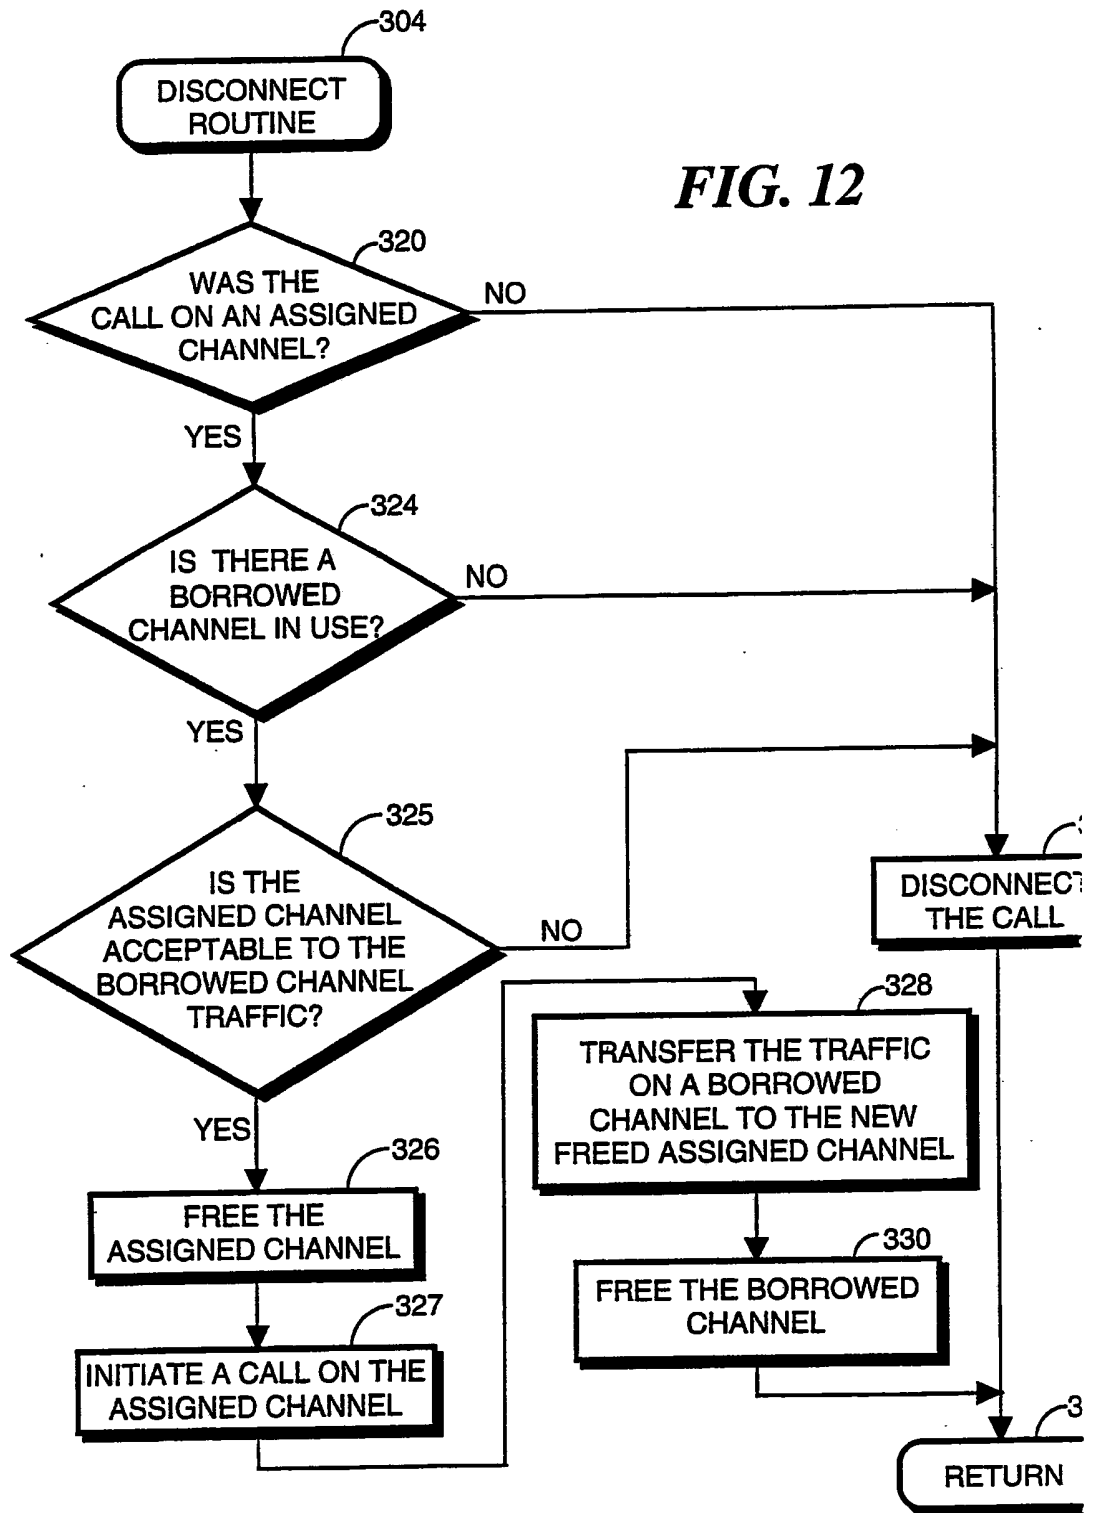 304
DISCONNECT
ROUTINE
FIG. 12
320
WAS THE
CALL ON AN ASSIGNED
CHANNEL?
NO
YES
324
IS THERE A
BORROWED
CHANNEL IN USE?
NO
YES
325
IS THE
ASSIGNED CHANNEL
ACCEPTABLE TO THE
BORROWED CHANNEL
TRAFFIC?
NO
YES
DISCONNECT
THE CALL
326
FREE THE
ASSIGNED CHANNEL
327
INITIATE A CALL ON THE
ASSIGNED CHANNEL
328
TRANSFER THE TRAFFIC
ON A BORROWED
CHANNEL TO THE NEW
FREED ASSIGNED CHANNEL
330
FREE THE BORROWED
CHANNEL
3
RETURN